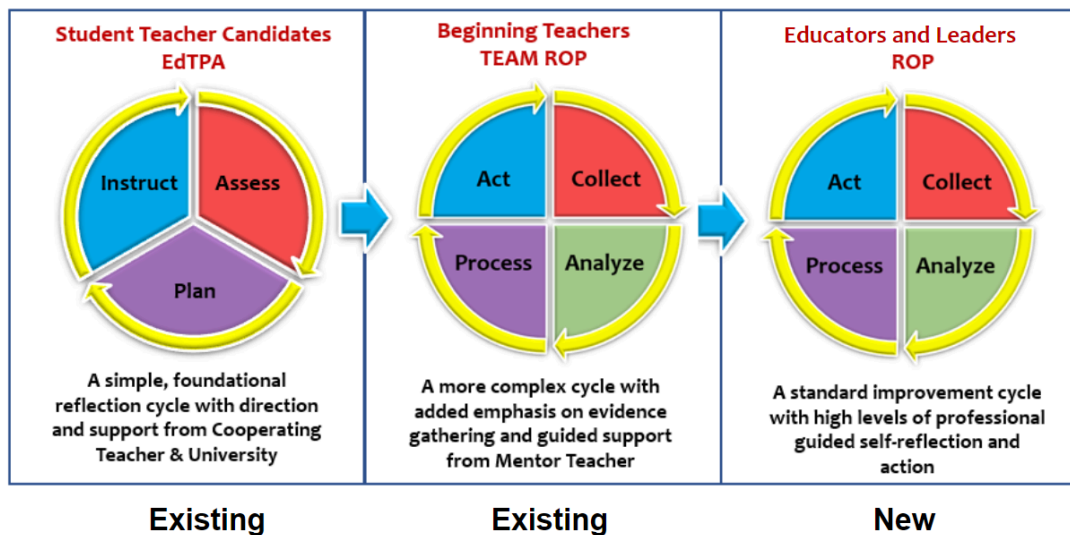 Student Teacher Candidates
EdTPA
Instruct
Assess
Plan
A simple, foundational
reflection cycle with direction
and support from Cooperating
Teacher & University
Existing
Beginning Teachers
TEAM ROP
Act
Collect
Process
Analyze
A more complex cycle with
added emphasis on evidence
gathering and guided support
from Mentor Teacher
Existing
Educators and Leaders
ROP
Act
Collect
Process
Analyze
A standard improvement cycle
with high levels of professional
guided self-reflection and
action
New